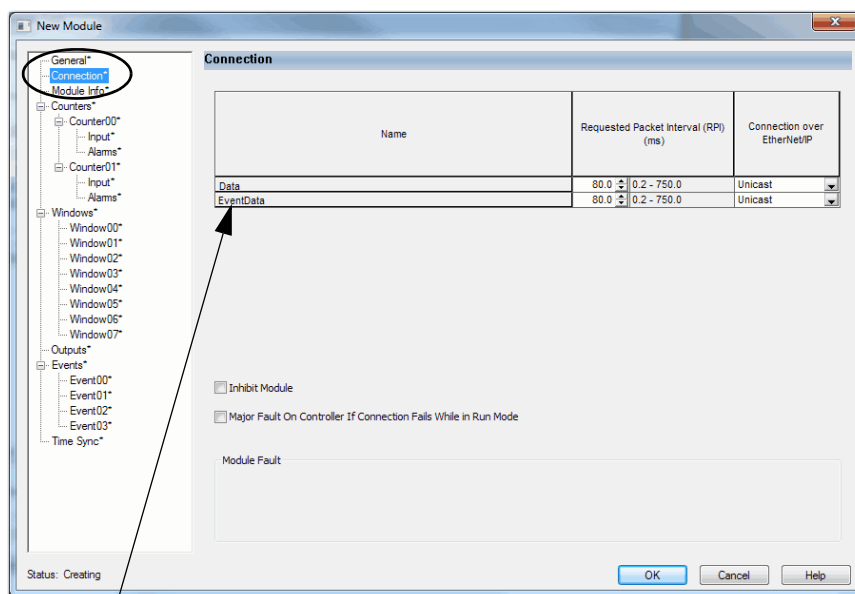 New Module
General*
Connection*
Module Info*
Counters*
Counter00*
Input*
Alarms*
Counter01*
Input*
Alarms*
Windows*
Window00*
Window01*
Window02*
Window03*
Window04*
Window05*
Window06*
Window07*
Outputs*
Events*
Event00*
Event01*
Event02*
Event03*
Time Sync*
Connection
Name
Requested Packet Interval (RPI)
(ms)
Connection over
EtherNet/IP
Data 80.0 0.2 - 750.0 Unicast
EventData 80.0 0.2 - 750.0 Unicast
Inhibit Module
Major Fault On Controller If Connection Fails While in Run Mode
Module Fault
Status: Creating
OK Cancel Help